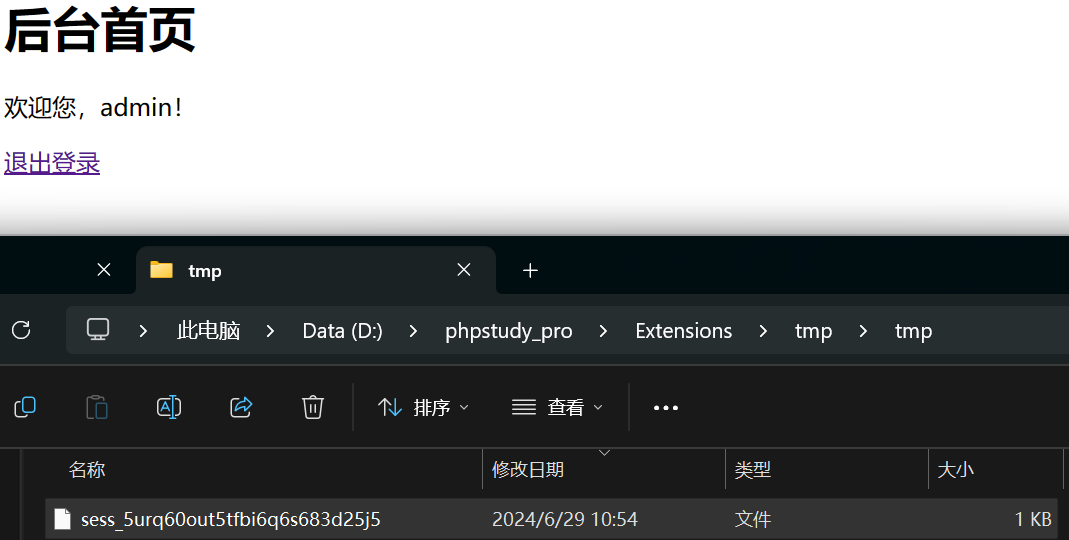 后台首页
欢迎您，admin！
退出登录
tmp
此电脑 Data (D:) phpstudy_pro Extensions tmp tmp
排序 查看
名称 修改日期 类型 大小
sess_5urq60out5tfbi6q6s683d25j5 2024/6/29 10:54 文件 1 KB